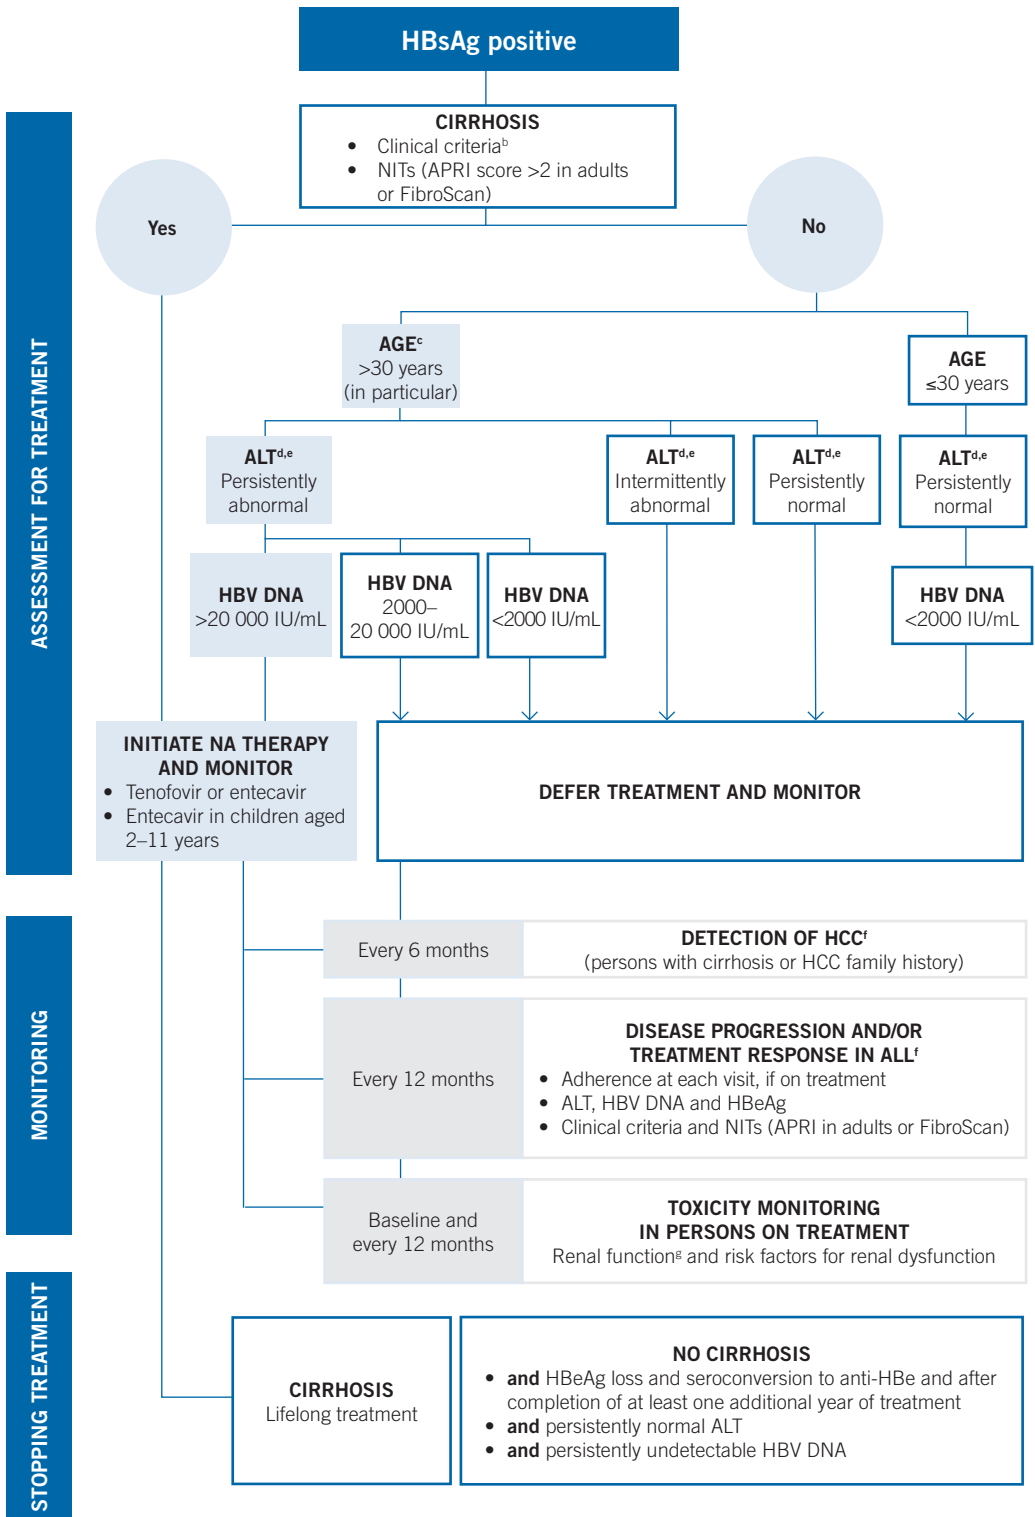 HBsAg positive
ASSESSMENT FOR TREATMENT
CIRRHOSIS
• Clinical criteriaᵇ
• NITs (APRI score >2 in adults
or FibroScan)
Yes
No
AGEᶜ
>30 years
(in particular)
AGE
≤30 years
ALTᵈ,ᵉ
Persistently
abnormal
ALTᵈ,ᵉ
Intermittently
abnormal
ALTᵈ,ᵉ
Persistently
normal
ALTᵈ,ᵉ
Persistently
normal
HBV DNA
>20 000 IU/mL
HBV DNA
2000–
20 000 IU/mL
HBV DNA
<2000 IU/mL
HBV DNA
<2000 IU/mL
INITIATE NA THERAPY
AND MONITOR
• Tenofovir or entecavir
• Entecavir in children aged
2–11 years
DEFER TREATMENT AND MONITOR
MONITORING
Every 6 months
DETECTION OF HCCᶠ
(persons with cirrhosis or HCC family history)
Every 12 months
DISEASE PROGRESSION AND/OR
TREATMENT RESPONSE IN ALLᶠ
• Adherence at each visit, if on treatment
• ALT, HBV DNA and HBeAg
• Clinical criteria and NITs (APRI in adults or FibroScan)
Baseline and
every 12 months
TOXICITY MONITORING
IN PERSONS ON TREATMENT
Renal functionᵍ and risk factors for renal dysfunction
STOPPING TREATMENT
CIRRHOSIS
Lifelong treatment
NO CIRRHOSIS
• and HBeAg loss and seroconversion to anti-HBe and after
completion of at least one additional year of treatment
• and persistently normal ALT
• and persistently undetectable HBV DNA